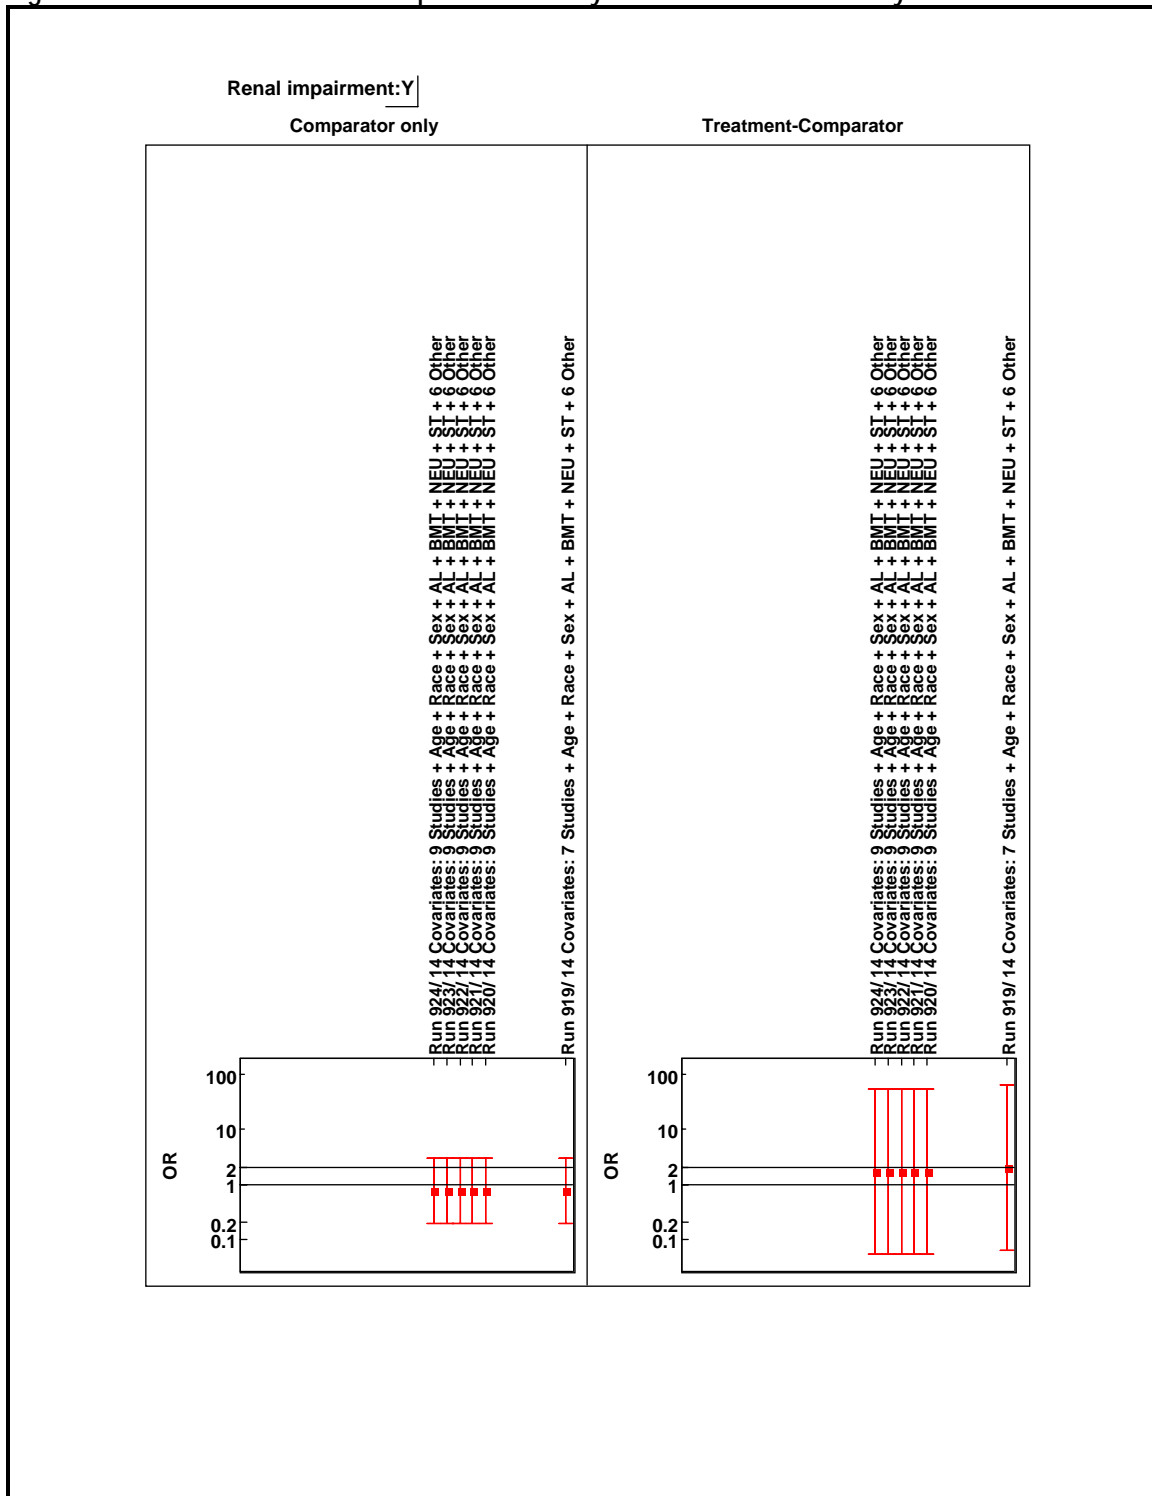 Renal impairment:Y
Comparator only
Treatment-Comparator
Run 924/ 14 Covariates: 9 Studies + Age + Race + Sex + AL + BMT + NEU + ST + 6 Other
Run 923/ 14 Covariates: 9 Studies + Age + Race + Sex + AL + BMT + NEU + ST + 6 Other
Run 922/ 14 Covariates: 9 Studies + Age + Race + Sex + AL + BMT + NEU + ST + 6 Other
Run 921/ 14 Covariates: 9 Studies + Age + Race + Sex + AL + BMT + NEU + ST + 6 Other
Run 920/ 14 Covariates: 9 Studies + Age + Race + Sex + AL + BMT + NEU + ST + 6 Other
Run 919/ 14 Covariates: 7 Studies + Age + Race + Sex + AL + BMT + NEU + ST + 6 Other
OR
100
10
2
1
0.2
0.1
Run 924/ 14 Covariates: 9 Studies + Age + Race + Sex + AL + BMT + NEU + ST + 6 Other
Run 923/ 14 Covariates: 9 Studies + Age + Race + Sex + AL + BMT + NEU + ST + 6 Other
Run 922/ 14 Covariates: 9 Studies + Age + Race + Sex + AL + BMT + NEU + ST + 6 Other
Run 921/ 14 Covariates: 9 Studies + Age + Race + Sex + AL + BMT + NEU + ST + 6 Other
Run 920/ 14 Covariates: 9 Studies + Age + Race + Sex + AL + BMT + NEU + ST + 6 Other
Run 919/ 14 Covariates: 7 Studies + Age + Race + Sex + AL + BMT + NEU + ST + 6 Other
OR
100
10
2
1
0.2
0.1